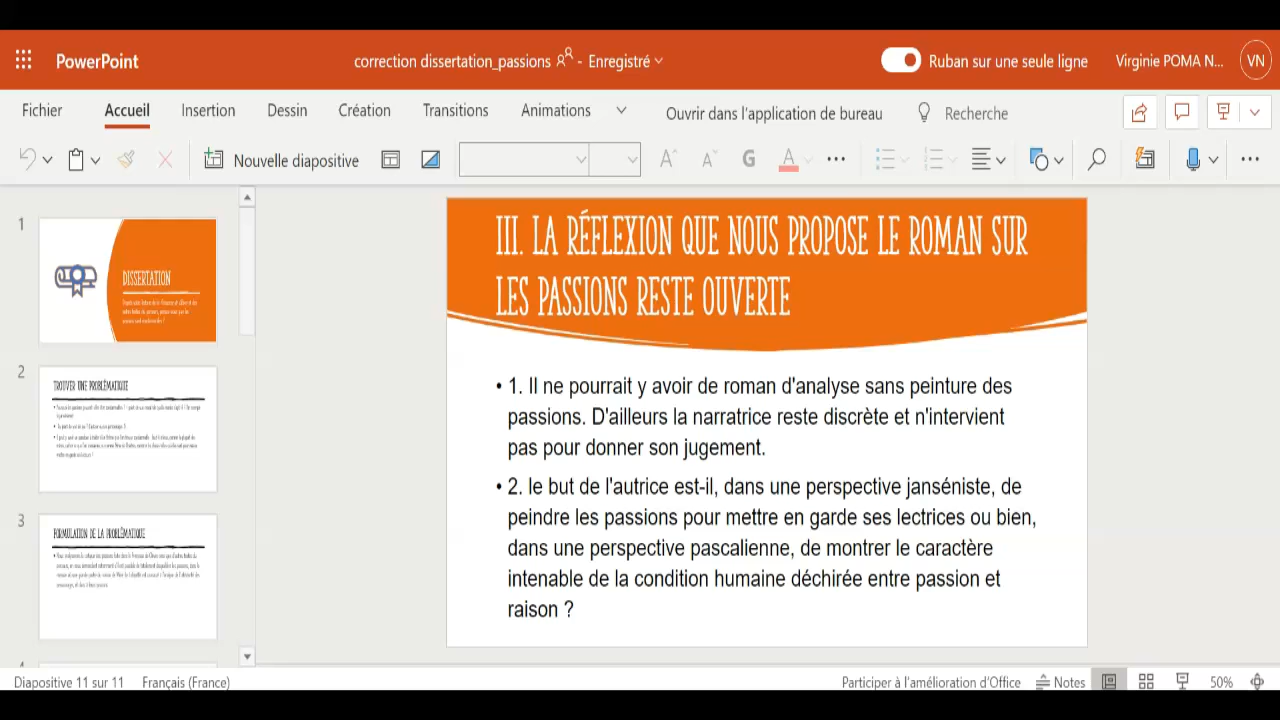 PowerPoint
correction dissertation_passions - Enregistré
Ruban sur une seule ligne
Virginie POMA N...
VN
Fichier
Accueil
Insertion
Dessin
Création
Transitions
Animations
Ouvrir dans l'application de bureau
Recherche
Nouvelle diapositive
G
A
1
DISSERTATION
2
TROUVER UNE PROBLÉMATIQUE
3
FORMULATION DE LA PROBLÉMATIQUE
III. LA RÉFLEXION QUE NOUS PROPOSE LE ROMAN SUR
LES PASSIONS RESTE OUVERTE
• 1. Il ne pourrait y avoir de roman d'analyse sans peinture des
passions. D'ailleurs la narratrice reste discrète et n'intervient
pas pour donner son jugement.
• 2. le but de l'autrice est-il, dans une perspective janséniste, de
peindre les passions pour mettre en garde ses lectrices ou bien,
dans une perspective pascalienne, de montrer le caractère
intenable de la condition humaine déchirée entre passion et
raison ?
Diapositive 11 sur 11
Français (France)
Participer à l'amélioration d'Office
Notes
50%